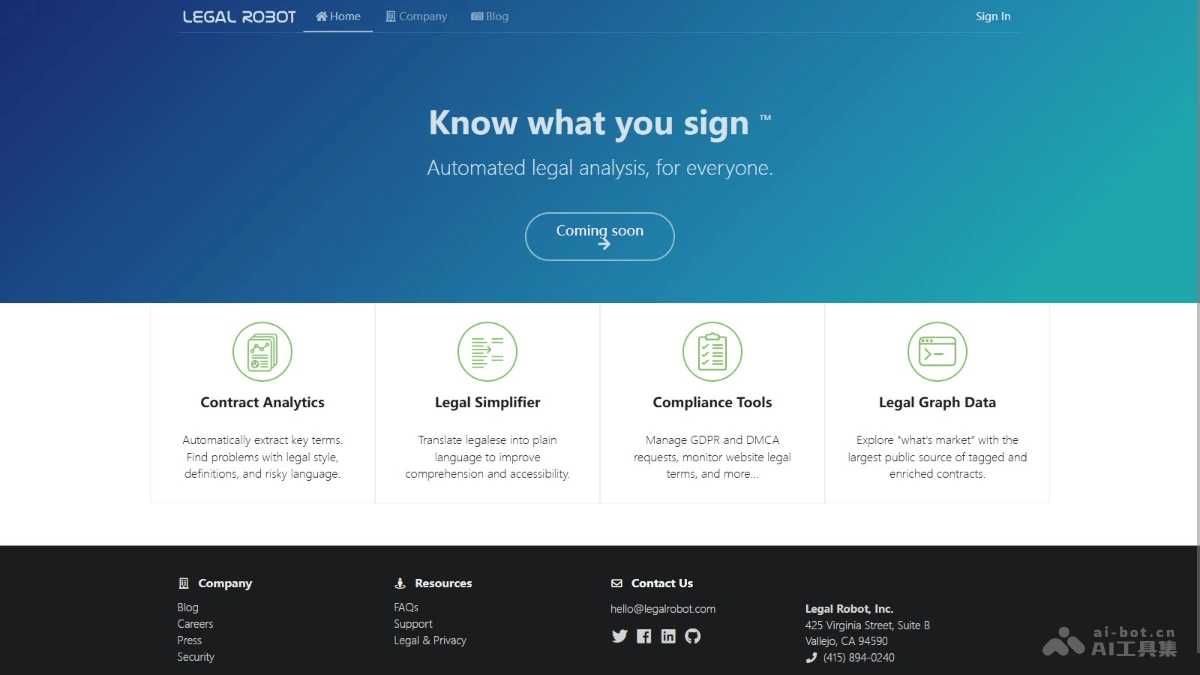 LEGAL ROBOT Home Company Blog Sign In
Know what you sign ™
Automated legal analysis, for everyone.
Coming soon
Contract Analytics
Automatically extract key terms.
Find problems with legal style,
definitions, and risky language.
Legal Simplifier
Translate legalese into plain
language to improve
comprehension and accessibility.
Compliance Tools
Manage GDPR and DMCA
requests, monitor website legal
terms, and more...
Legal Graph Data
Explore "what's market" with the
largest public source of tagged and
enriched contracts.
Company
Blog
Careers
Press
Security
Resources
FAQs
Support
Legal & Privacy
Contact Us
hello@legalrobot.com
Legal Robot, Inc.
425 Virginia Street, Suite B
Vallejo, CA 94590
(415) 894-0240
ai-bot.cn
AI工具集